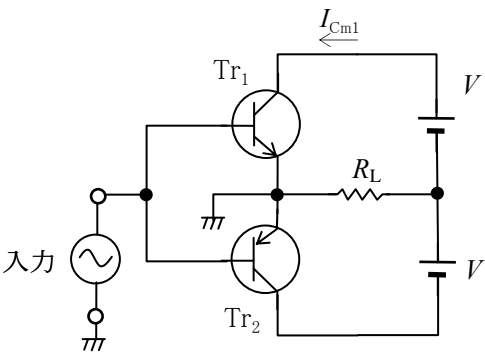 I_Cm1
Tr₁
V
R_L
入力
Tr₂
V